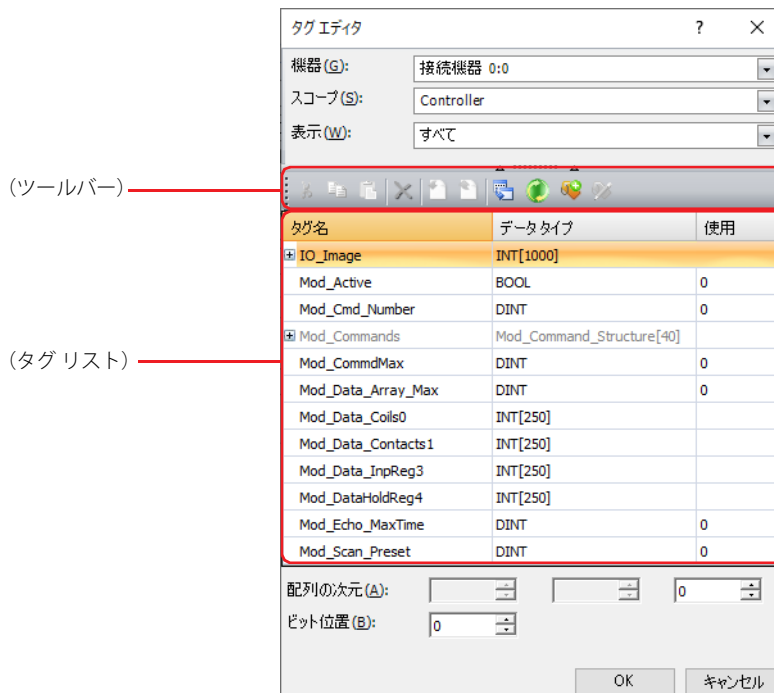 タグ エディタ ? ×
機器(G): 接続機器 0:0
スコープ(S): Controller
表示(W): すべて
(ツールバー)
タグ名 データ タイプ 使用
IO_Image INT[1000]
Mod_Active BOOL 0
Mod_Cmd_Number DINT 0
Mod_Commands Mod_Command_Structure[40]
(タグ リスト)
Mod_CommdMax DINT 0
Mod_Data_Array_Max DINT 0
Mod_Data_Coils0 INT[250]
Mod_Data_Contacts1 INT[250]
Mod_Data_InpReg3 INT[250]
Mod_DataHoldReg4 INT[250]
Mod_Echo_MaxTime DINT 0
Mod_Scan_Preset DINT 0
配列の次元(A): 0
ビット位置(B): 0
OK キャンセル